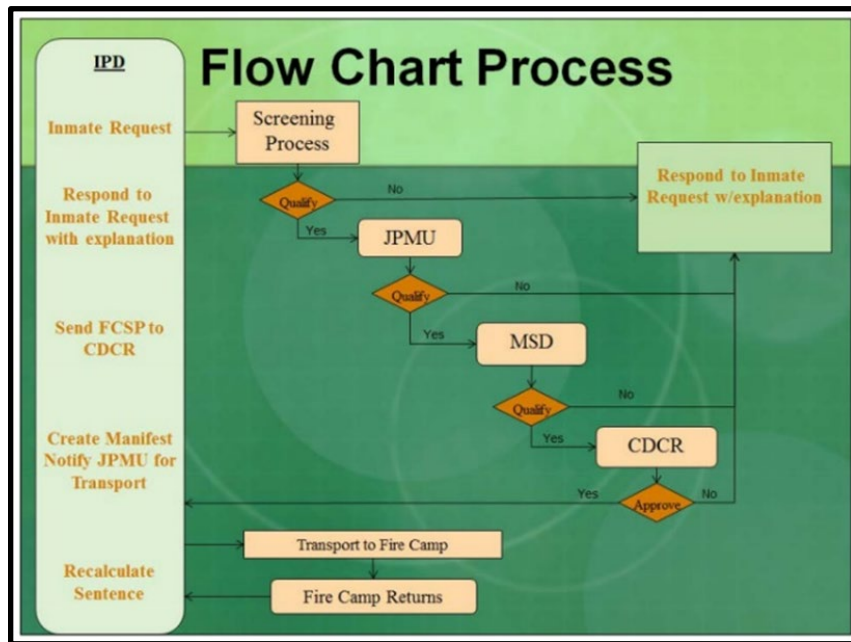 Flow Chart Process
IPD
Inmate Request
Respond to
Inmate Request
with explanation
Send FCSP to
CDCR
Create Manifest
Notify JPMU for
Transport
Recalculate
Sentence
Screening
Process
Qualify
No
Yes
Respond to Inmate
Request w/explanation
JPMU
Qualify
No
Yes
MSD
Qualify
No
Yes
CDCR
Approve
Yes
No
Transport to Fire Camp
Fire Camp Returns